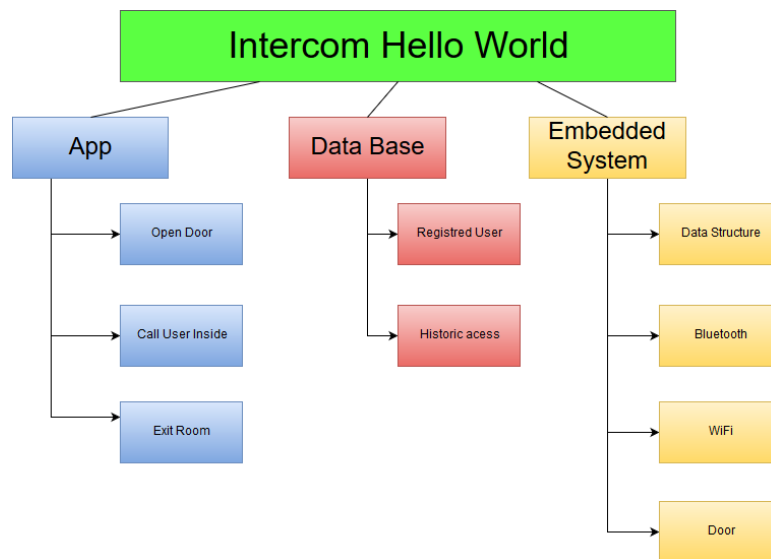 Intercom Hello World
App
Data Base
Embedded
System
Open Door
Registred User
Data Structure
Call User Inside
Historic acess
Bluetooth
Exit Room
WiFi
Door